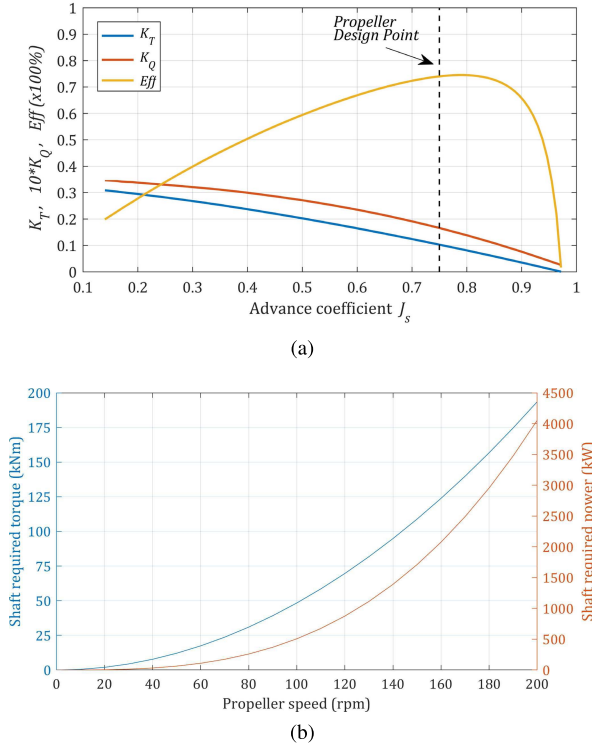 1
0.9
0.8
0.7
0.6
0.5
0.4
0.3
0.2
0.1
0
K_T, 10*K_Q, Eff (x100%)
K_T
K_Q
Eff
Propeller
Design Point
0.1 0.2 0.3 0.4 0.5 0.6 0.7 0.8 0.9 1
Advance coefficient J_s
(a)
200
175
150
125
100
75
50
25
0
Shaft required torque (kNm)
4500
4000
3500
3000
2500
2000
1500
1000
500
0
Shaft required power (kW)
0 20 40 60 80 100 120 140 160 180 200
Propeller speed (rpm)
(b)